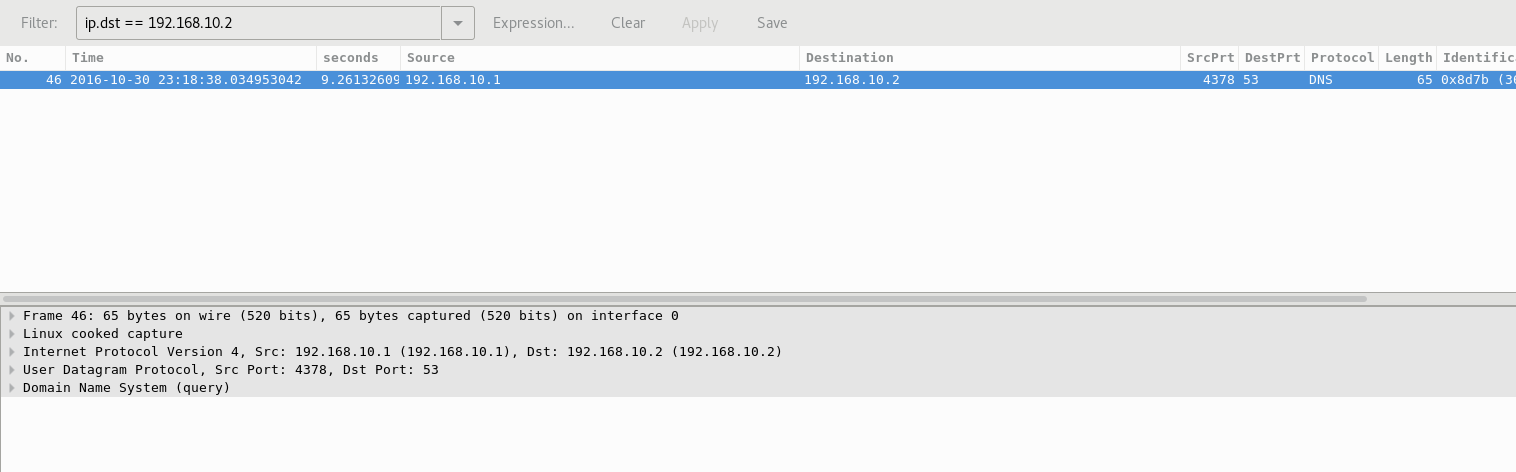 Filter: ip.dst == 192.168.10.2 Expression... Clear Apply Save
No. Time seconds Source Destination SrcPrt DestPrt Protocol Length Identific
46 2016-10-30 23:18:38.034953042 9.26132609 192.168.10.1 192.168.10.2 4378 53 DNS 65 0x8d7b (36
Frame 46: 65 bytes on wire (520 bits), 65 bytes captured (520 bits) on interface 0
Linux cooked capture
Internet Protocol Version 4, Src: 192.168.10.1 (192.168.10.1), Dst: 192.168.10.2 (192.168.10.2)
User Datagram Protocol, Src Port: 4378, Dst Port: 53
Domain Name System (query)